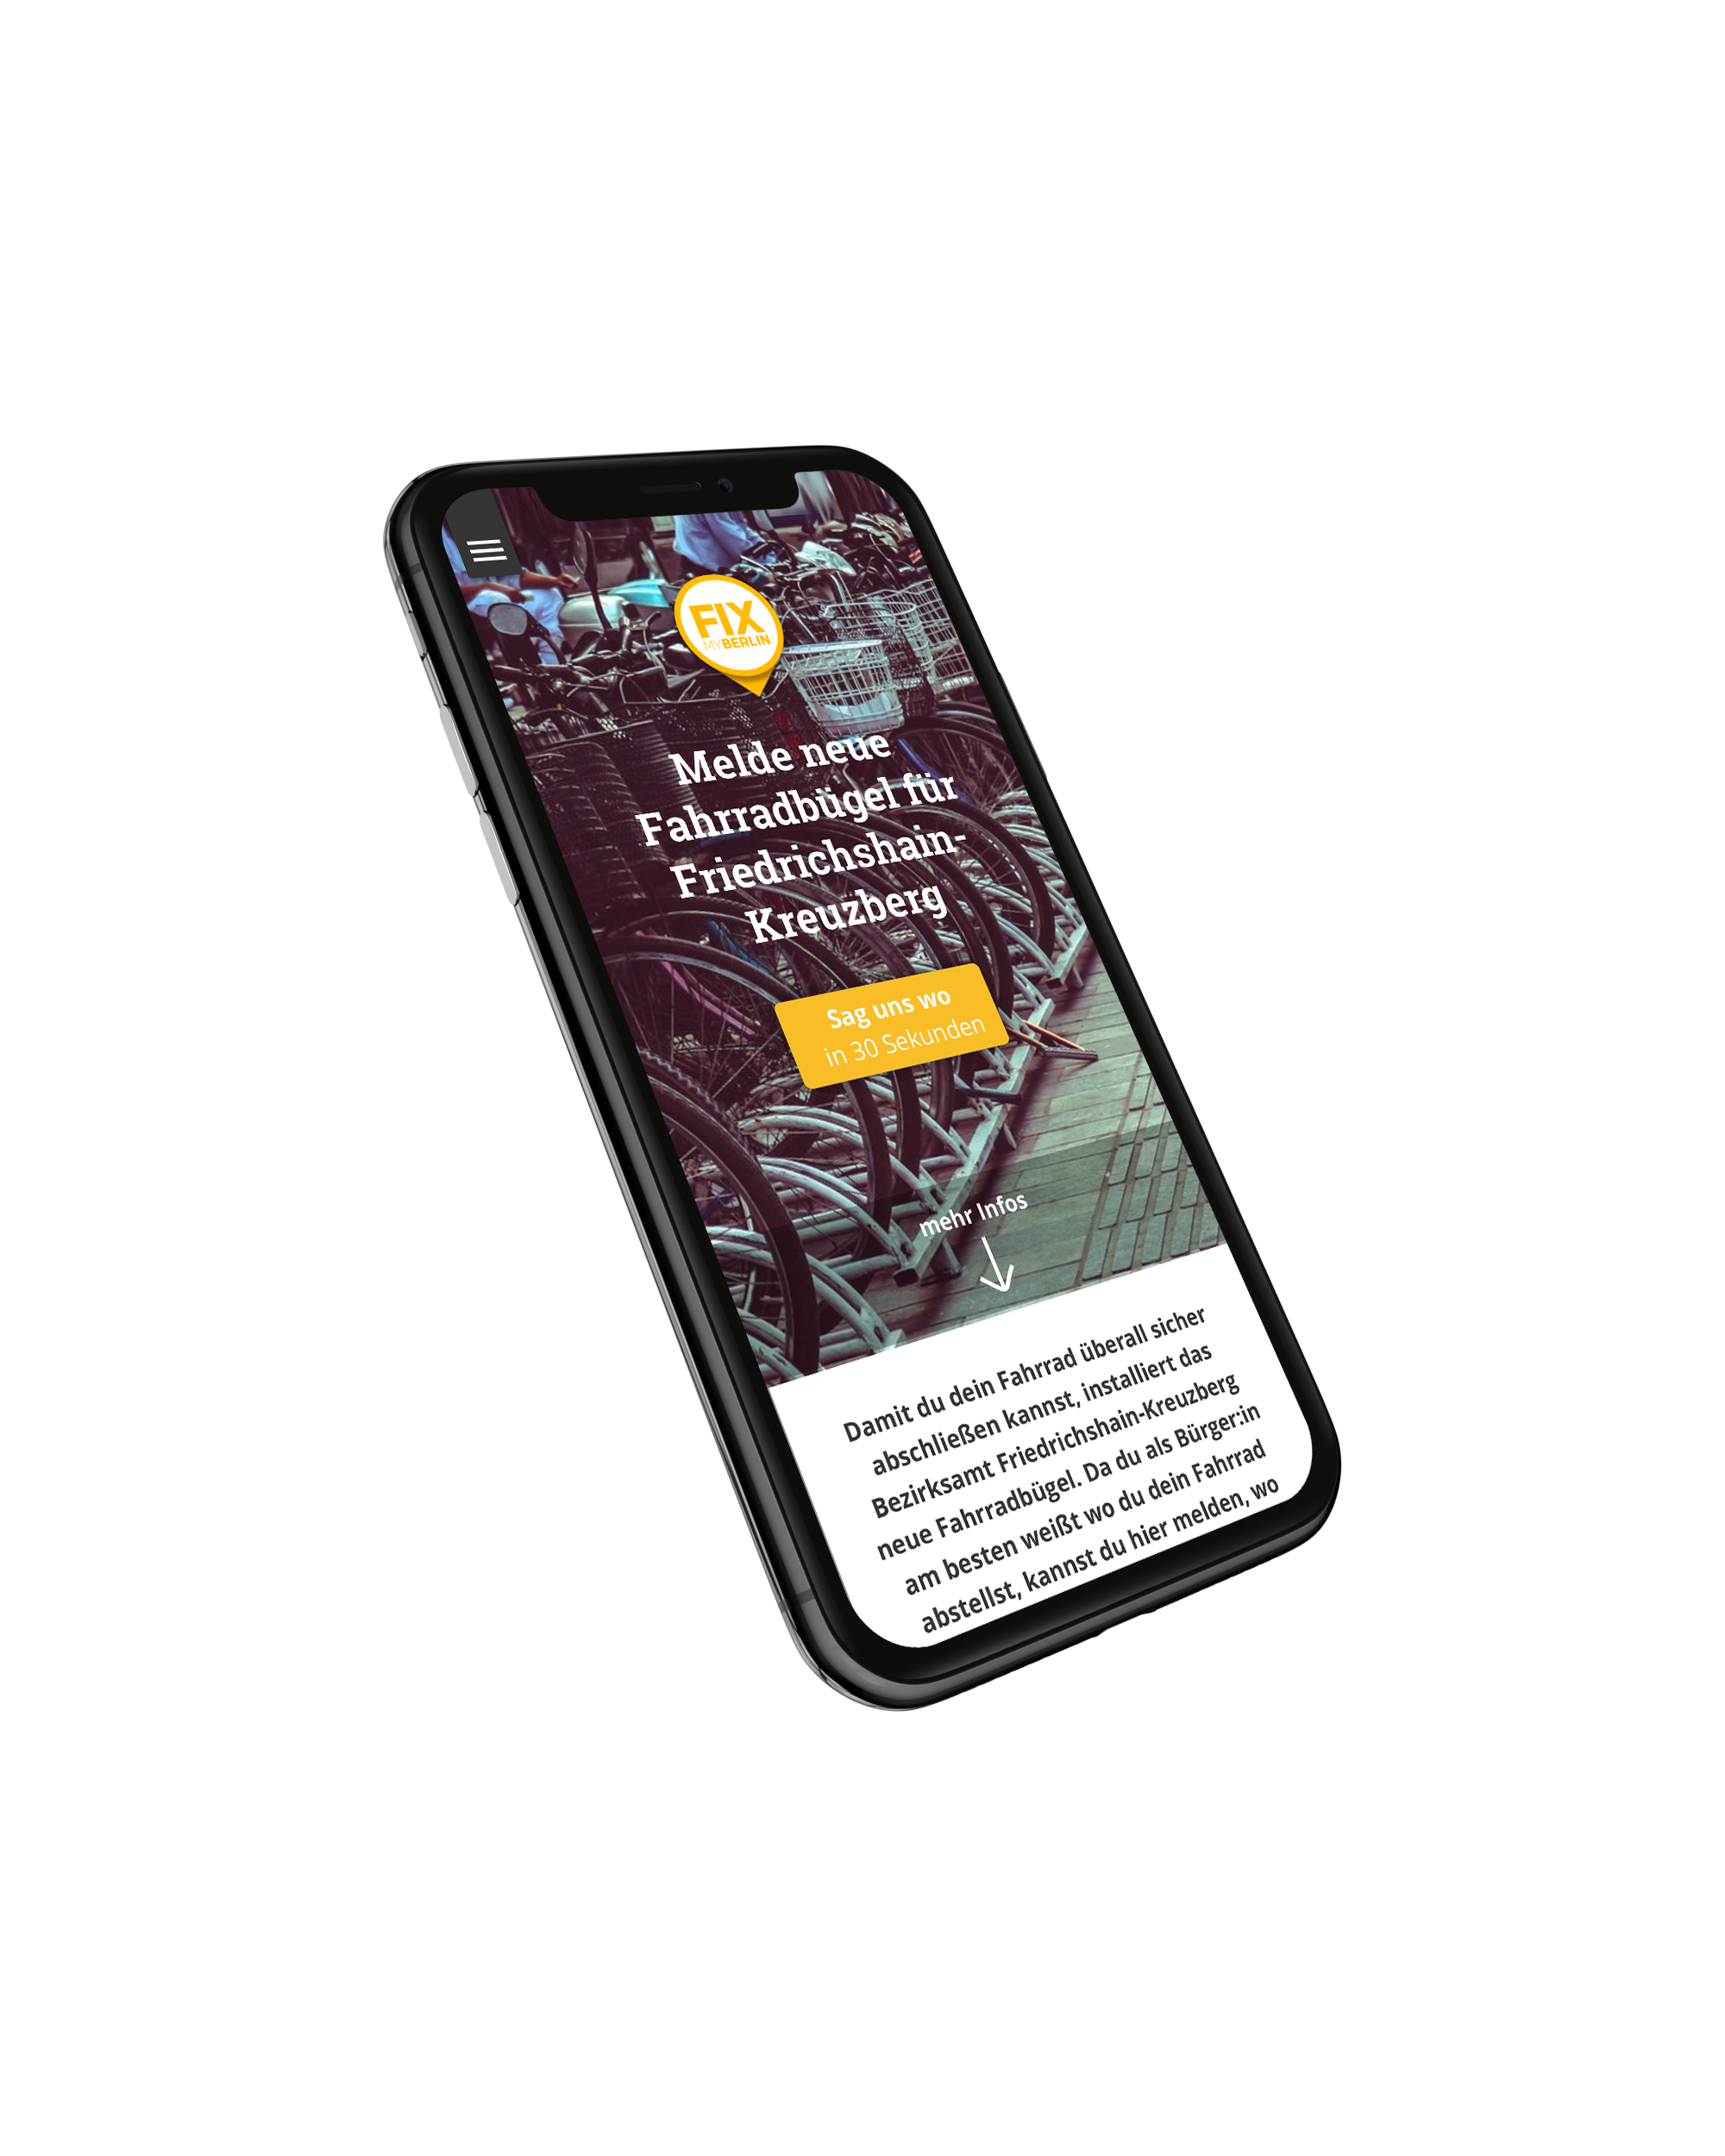 FIX
MYBERLIN
Melde neue
Fahrradbügel für
Friedrichshain-
Kreuzberg
Sag uns wo
in 30 Sekunden
mehr Infos
Damit du dein Fahrrad überall sicher
abschließen kannst, installiert das
Bezirksamt Friedrichshain-Kreuzberg
neue Fahrradbügel. Da du als Bürger:in
am besten weißt wo du dein Fahrrad
abstellst, kannst du hier melden, wo